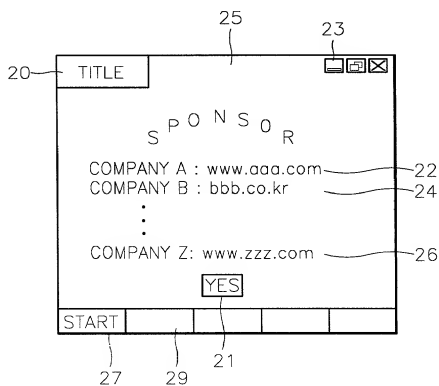 25
23
20
TITLE
SPONSOR
COMPANY A : www.aaa.com
22
COMPANY B : bbb.co.kr
24
COMPANY Z: www.zzz.com
26
YES
START
27
29
21